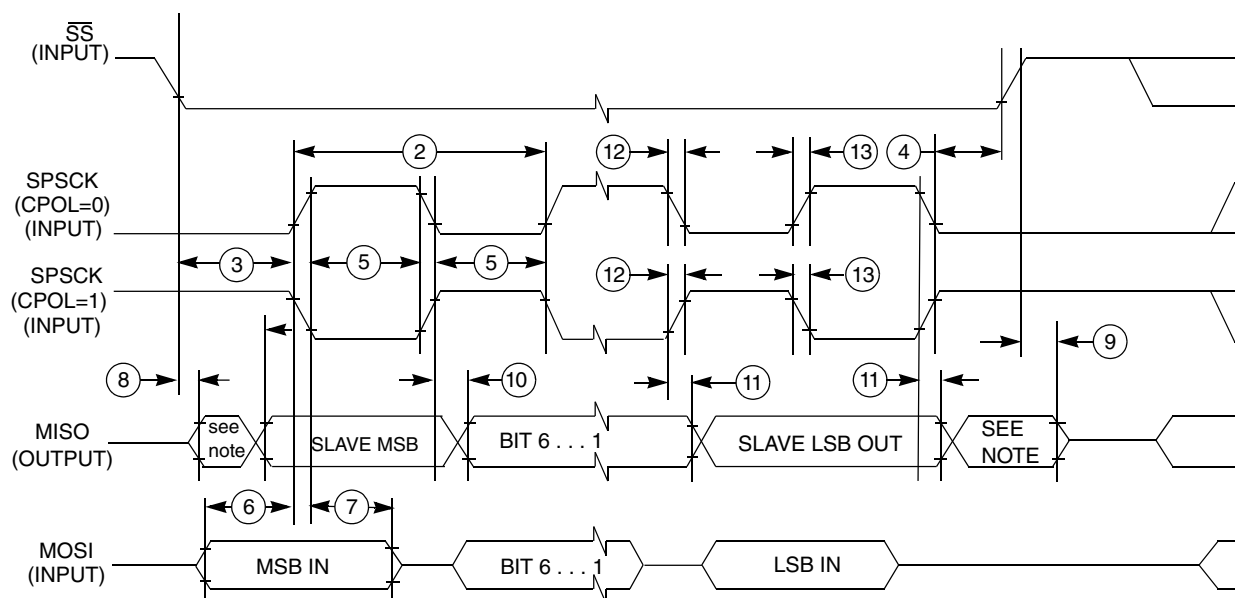 SS
(INPUT)
2
12
13
4
SPSCK
(CPOL=0)
(INPUT)
3
5
5
SPSCK
(CPOL=1)
(INPUT)
12
13
9
8
10
11
11
MISO
(OUTPUT)
see
note
SLAVE MSB
BIT 6 . . . 1
SLAVE LSB OUT
SEE
NOTE
6
7
MOSI
(INPUT)
MSB IN
BIT 6 . . . 1
LSB IN